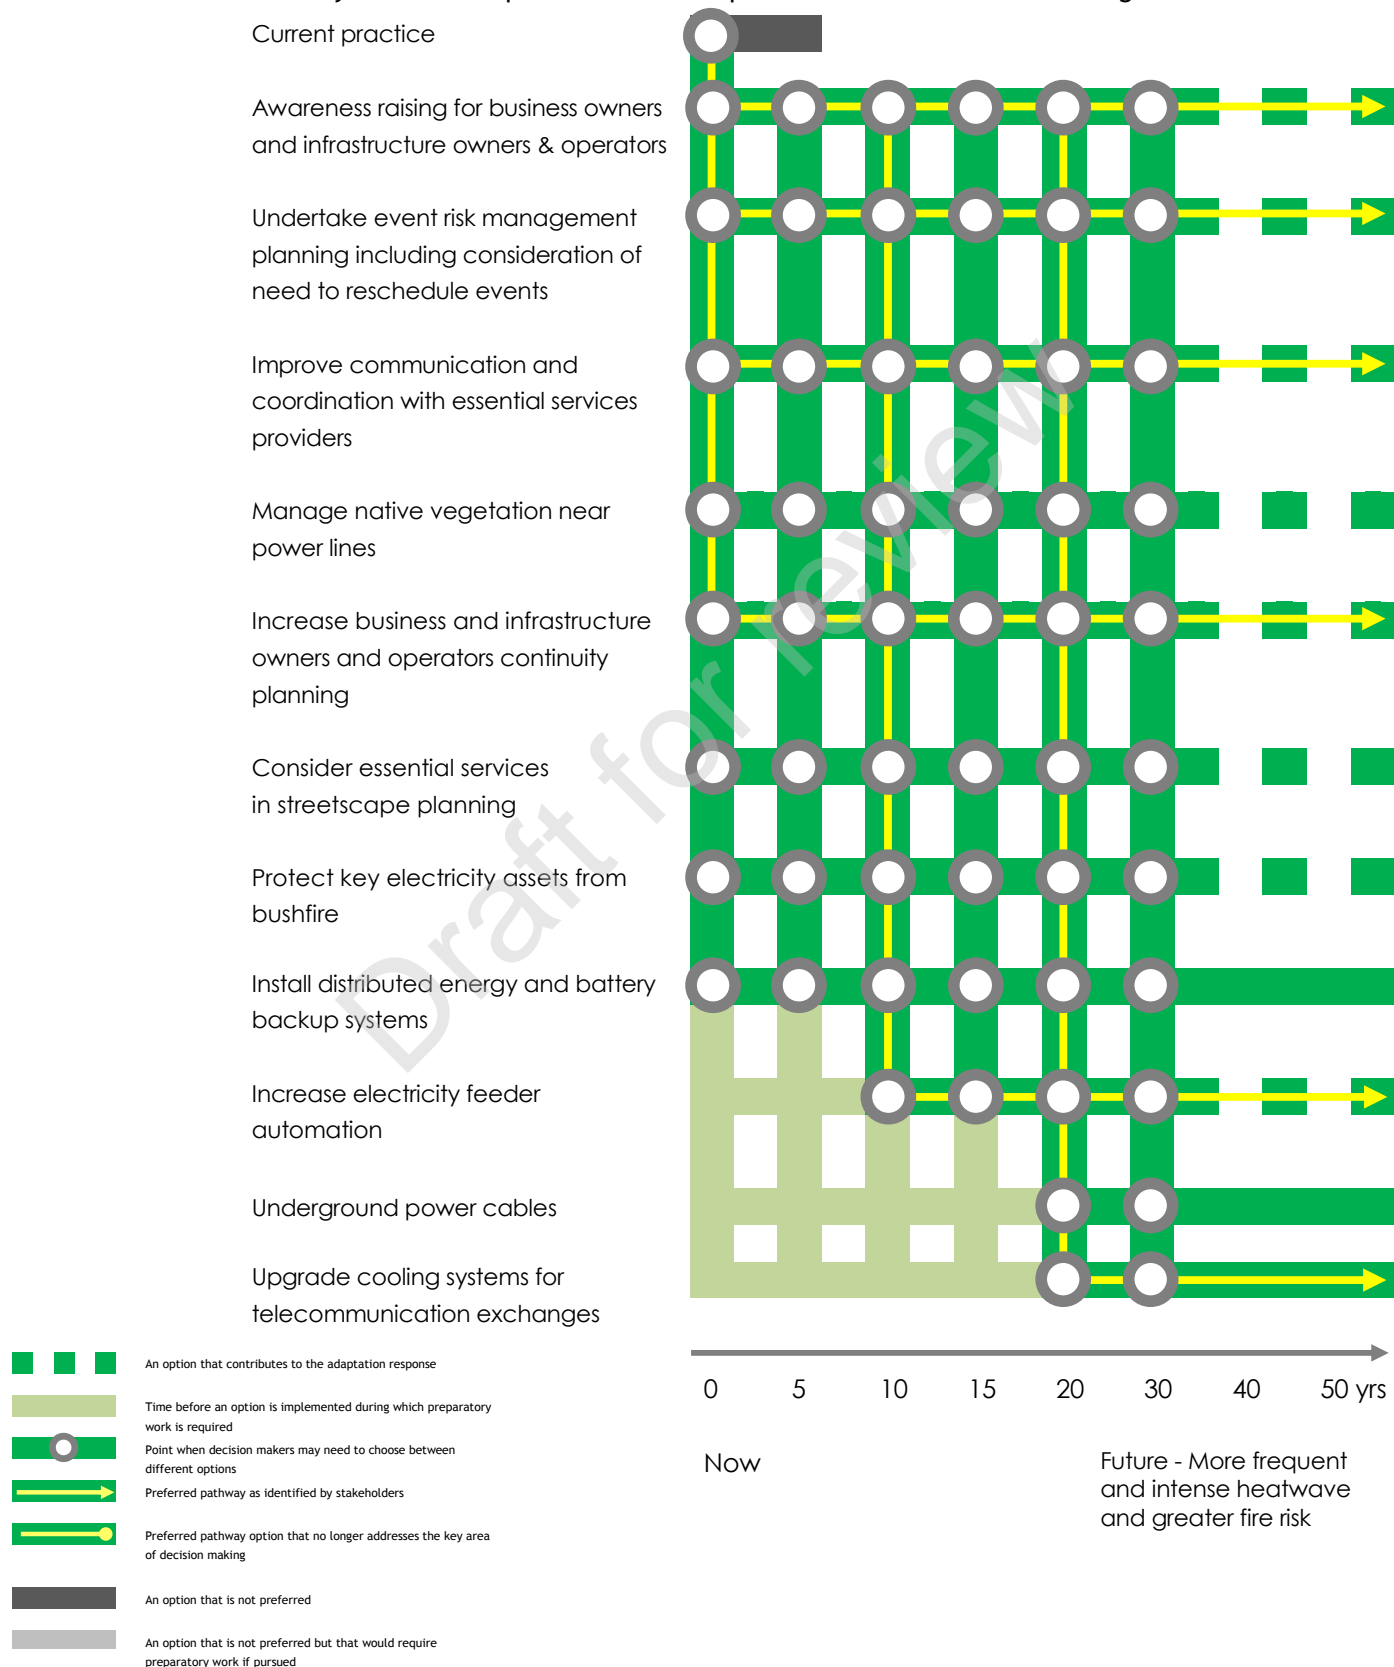 Current practice
Awareness raising for business owners
and infrastructure owners & operators
Undertake event risk management
planning including consideration of
need to reschedule events
Improve communication and
coordination with essential services
providers
Manage native vegetation near
power lines
Increase business and infrastructure
owners and operators continuity
planning
Consider essential services
in streetscape planning
Protect key electricity assets from
bushfire
Install distributed energy and battery
backup systems
Increase electricity feeder
automation
Underground power cables
Upgrade cooling systems for
telecommunication exchanges
Draft for review
0 5 10 15 20 30 40 50 yrs
Now
Future - More frequent
and intense heatwave
and greater fire risk
An option that contributes to the adaptation response
Time before an option is implemented during which preparatory
work is required
Point when decision makers may need to choose between
different options
Preferred pathway as identified by stakeholders
Preferred pathway option that no longer addresses the key area
of decision making
An option that is not preferred
An option that is not preferred but that would require
preparatory work if pursued